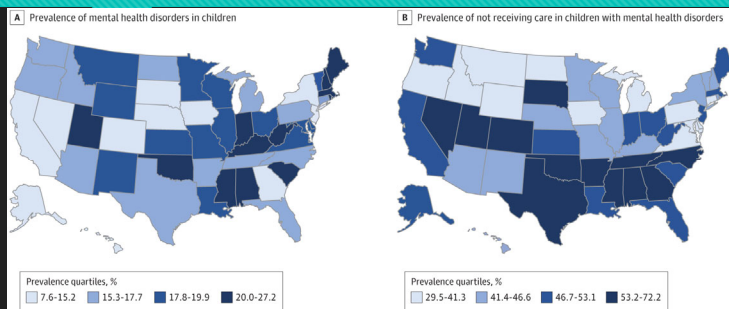 A Prevalence of mental health disorders in children
Prevalence quartiles, %
7.6-15.2 15.3-17.7 17.8-19.9 20.0-27.2
B Prevalence of not receiving care in children with mental health disorders
Prevalence quartiles, %
29.5-41.3 41.4-46.6 46.7-53.1 53.2-72.2